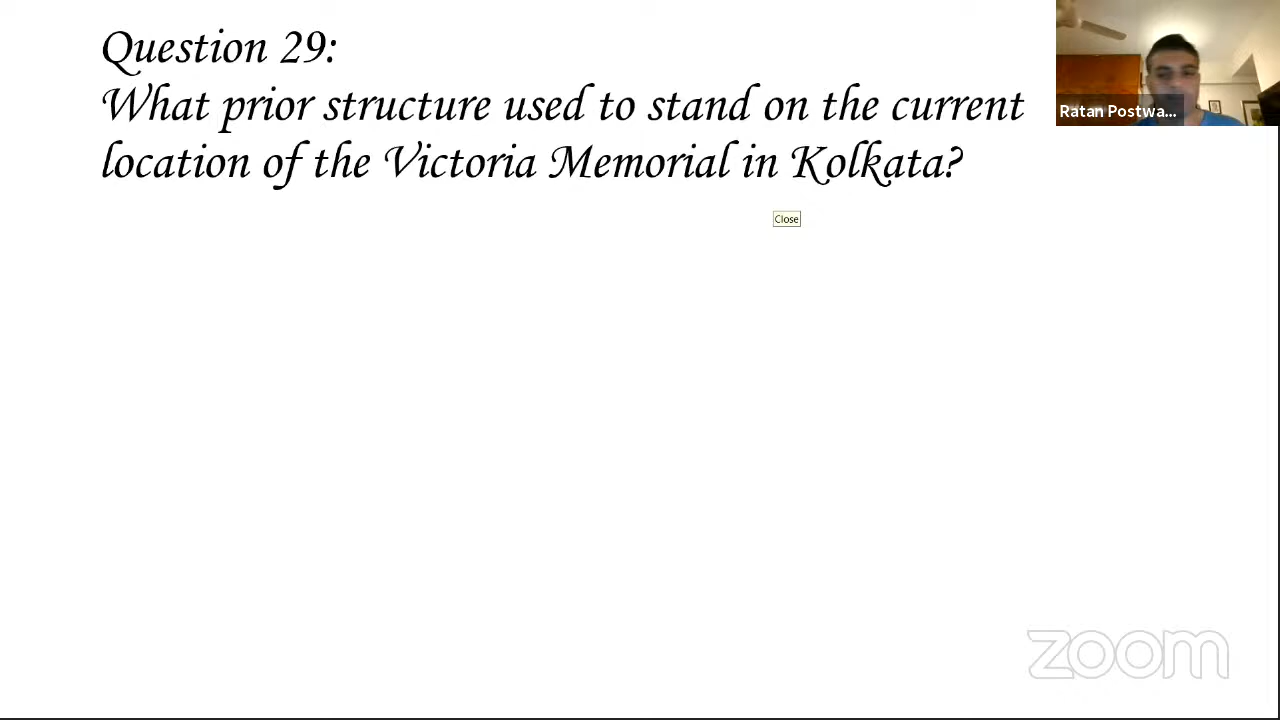 Question 29:
What prior structure used to stand on the current
location of the Victoria Memorial in Kolkata?
Ratan Postwa...
Close
zoom